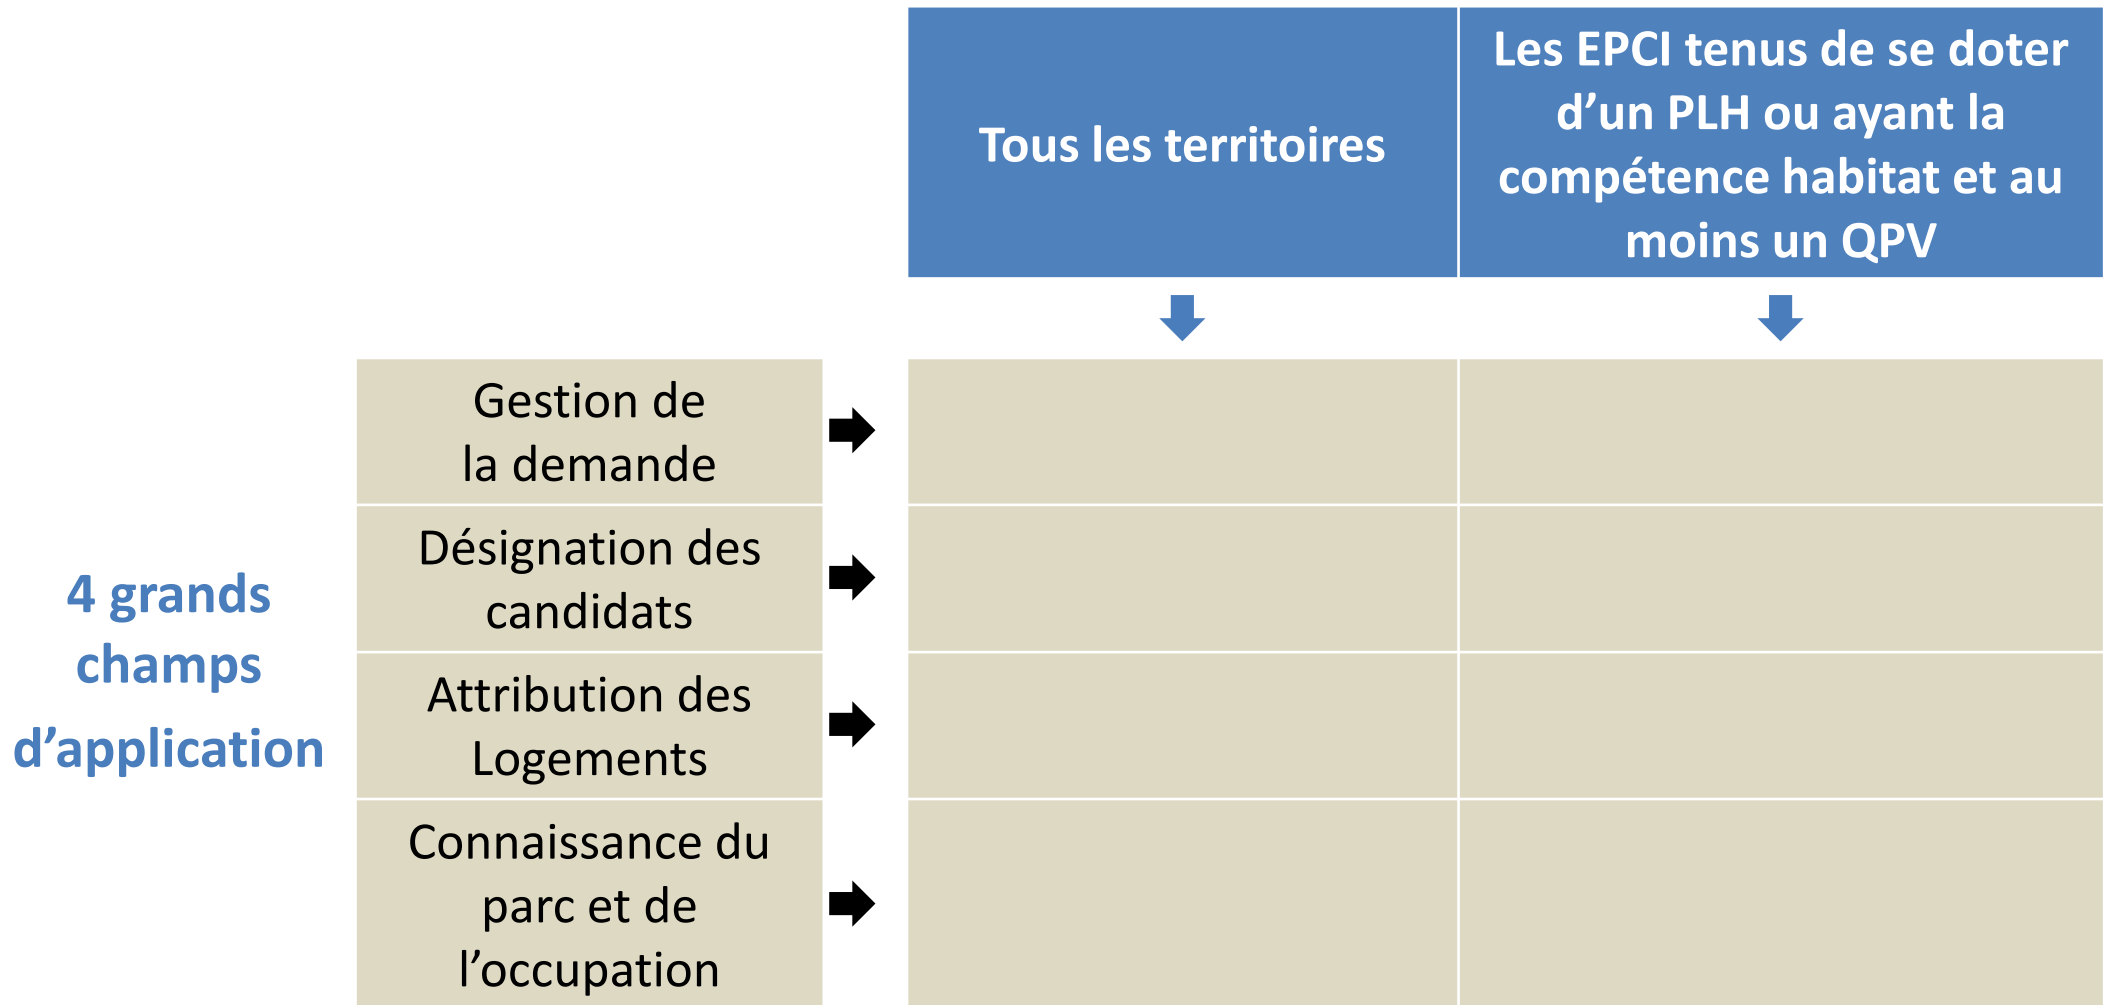 Tous les territoires
Les EPCI tenus de se doter
d’un PLH ou ayant la
compétence habitat et au
moins un QPV
4 grands
champs
d’application
Gestion de
la demande
Désignation des
candidats
Attribution des
Logements
Connaissance du
parc et de
l’occupation